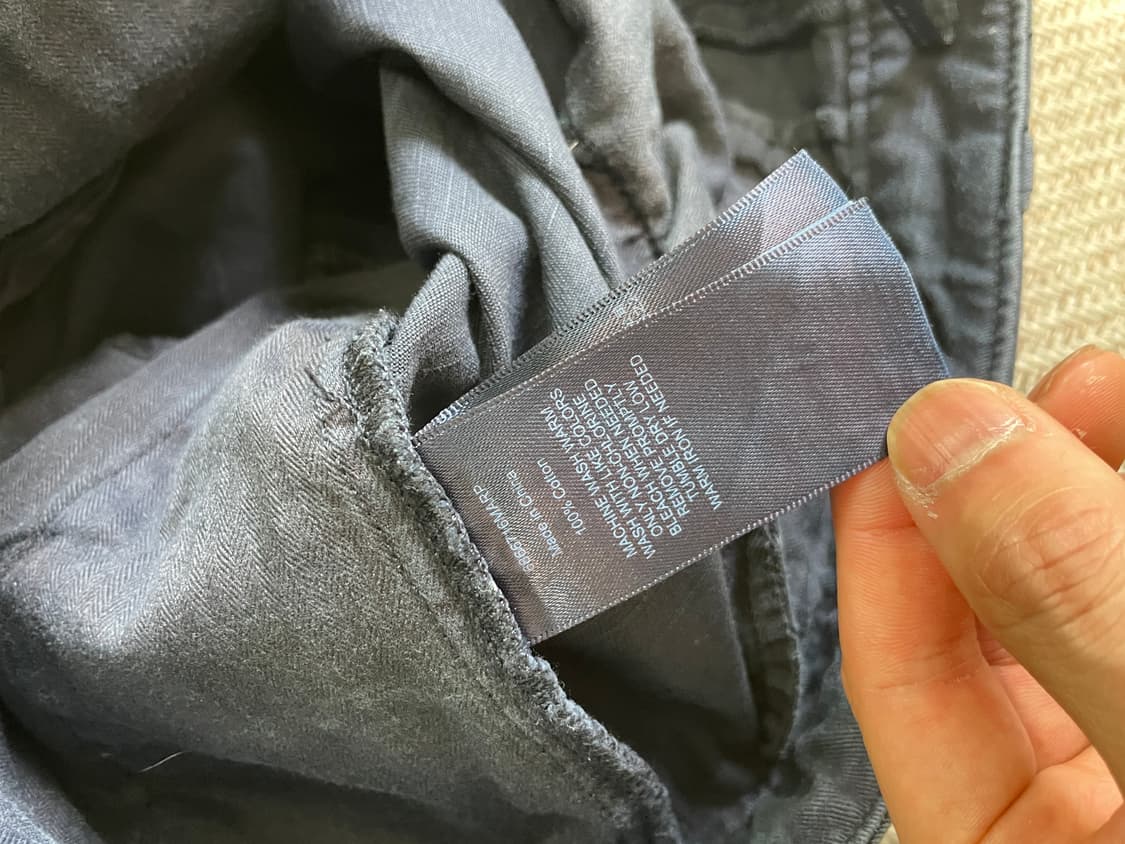 Made in China
100% Cotton
MACHINE WASH WARM
WASH WITH LIKE COLORS
ONLY NON-CHLORINE
BLEACH WHEN NEEDED
REMOVE PROMPTLY
TUMBLE DRY LOW
WARM IRON IF NEEDED